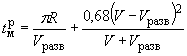 t_м^р = πR / V_разв + 0,68(V − V_разв)² / (V + V_разв)